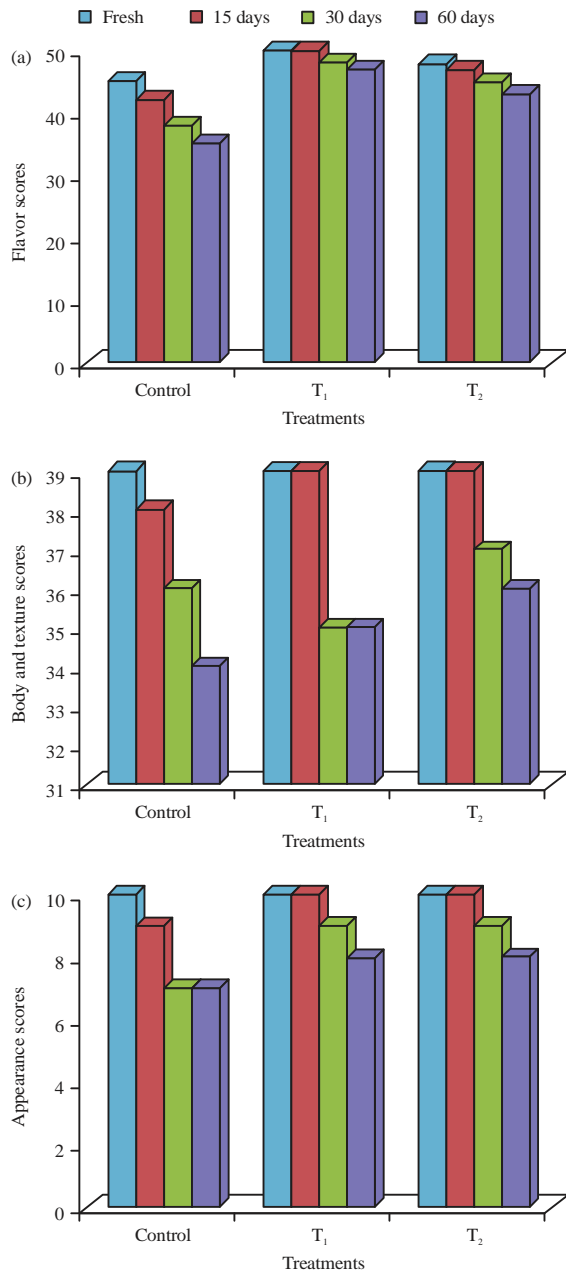 Fresh 15 days 30 days 60 days
(a)
Flavor scores
50
40
30
20
10
0
Control T₁ T₂
Treatments
(b)
Body and texture scores
39
38
37
36
35
34
33
32
31
Control T₁ T₂
Treatments
(c)
Appearance scores
10
8
6
4
2
0
Control T₁ T₂
Treatments